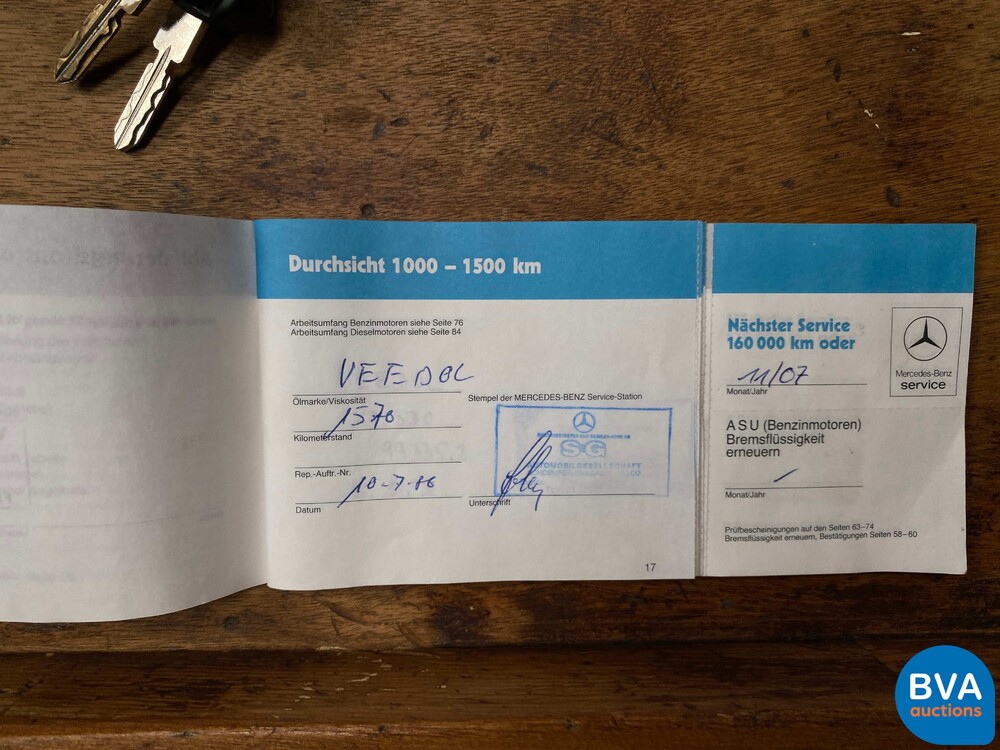 Durchsicht 1000 – 1500 km
Arbeitsumfang Benzinmotoren siehe Seite 76
Arbeitsumfang Dieselmotoren siehe Seite 84
VEEDOL
Ölmarke/Viskosität
1570
Kilometerstand
Rep.-Auftr.-Nr.
10-7-86
Datum
Stempel der MERCEDES-BENZ Service-Station
SG
AUTOMOBILGESELLSCHAFT
Unterschrift
17
Nächster Service
160 000 km oder
11/07
Monat/Jahr
Mercedes-Benz
service
A S U (Benzinmotoren)
Bremsflüssigkeit
erneuern
/
Monat/Jahr
Prüfbescheinigungen auf den Seiten 63–74
Bremsflüssigkeit erneuern, Bestätigungen Seiten 58–60
BVA
auctions